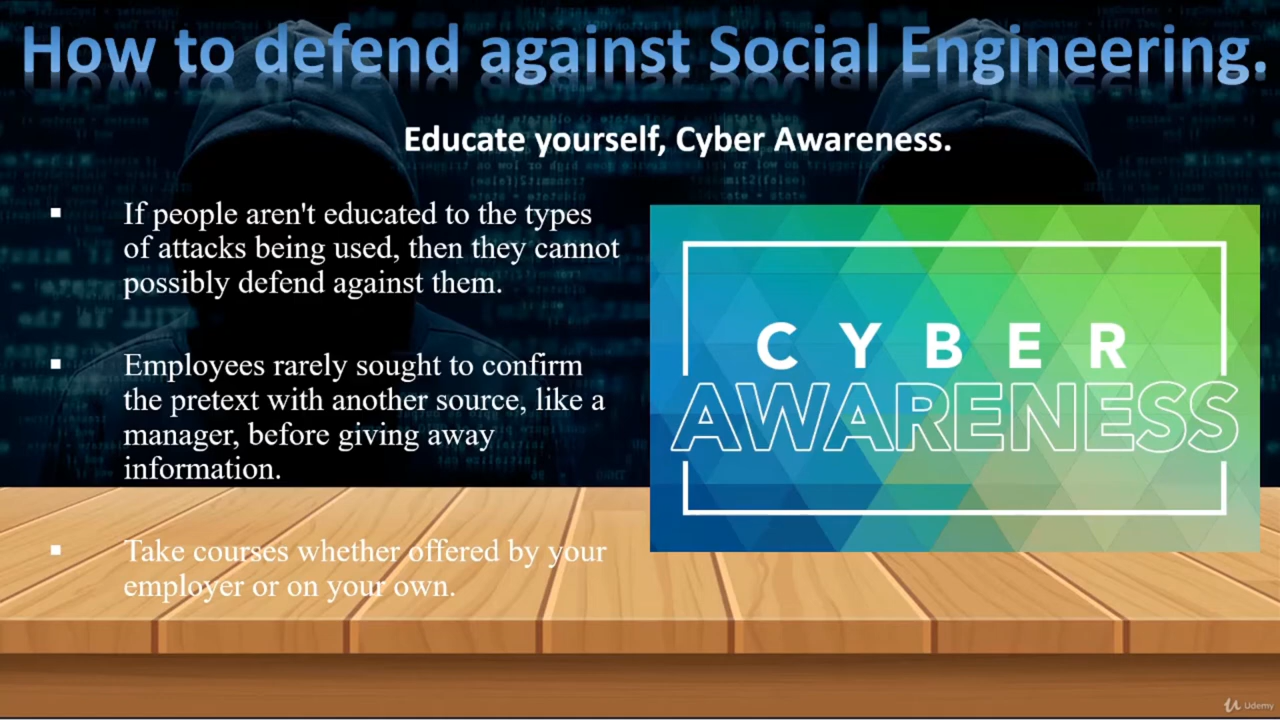 How to defend against Social Engineering.
Educate yourself, Cyber Awareness.
▪ If people aren't educated to the types
of attacks being used, then they cannot
possibly defend against them.
▪ Employees rarely sought to confirm
the pretext with another source, like a
manager, before giving away
information.
▪ Take courses whether offered by your
employer or on your own.
CYBER
AWARENESS
Udemy